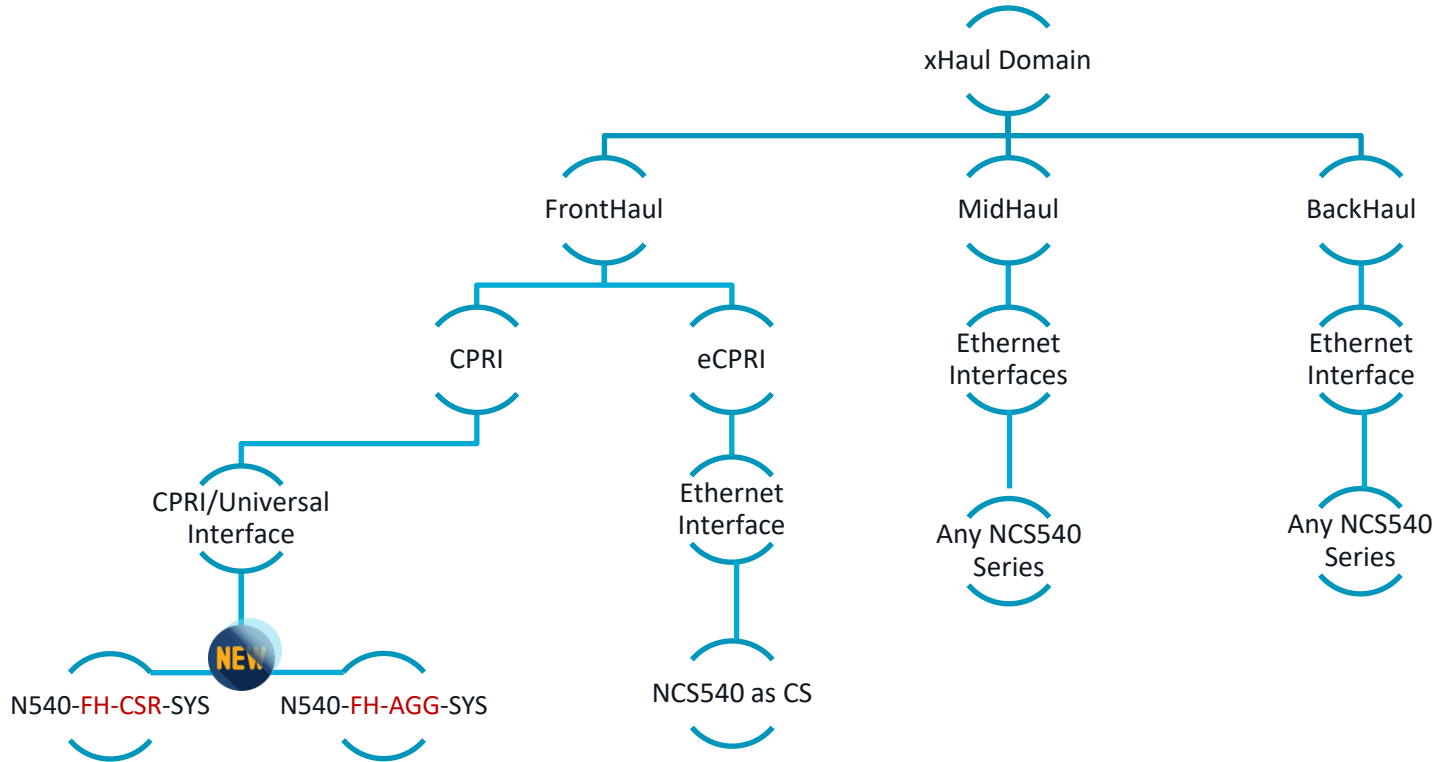 xHaul Domain
FrontHaul
MidHaul
BackHaul
CPRI
eCPRI
Ethernet
Interfaces
Ethernet
Interface
CPRI/Universal
Interface
Ethernet
Interface
Any NCS540
Series
Any NCS540
Series
NEW
N540-FH-CSR-SYS
N540-FH-AGG-SYS
NCS540 as CS